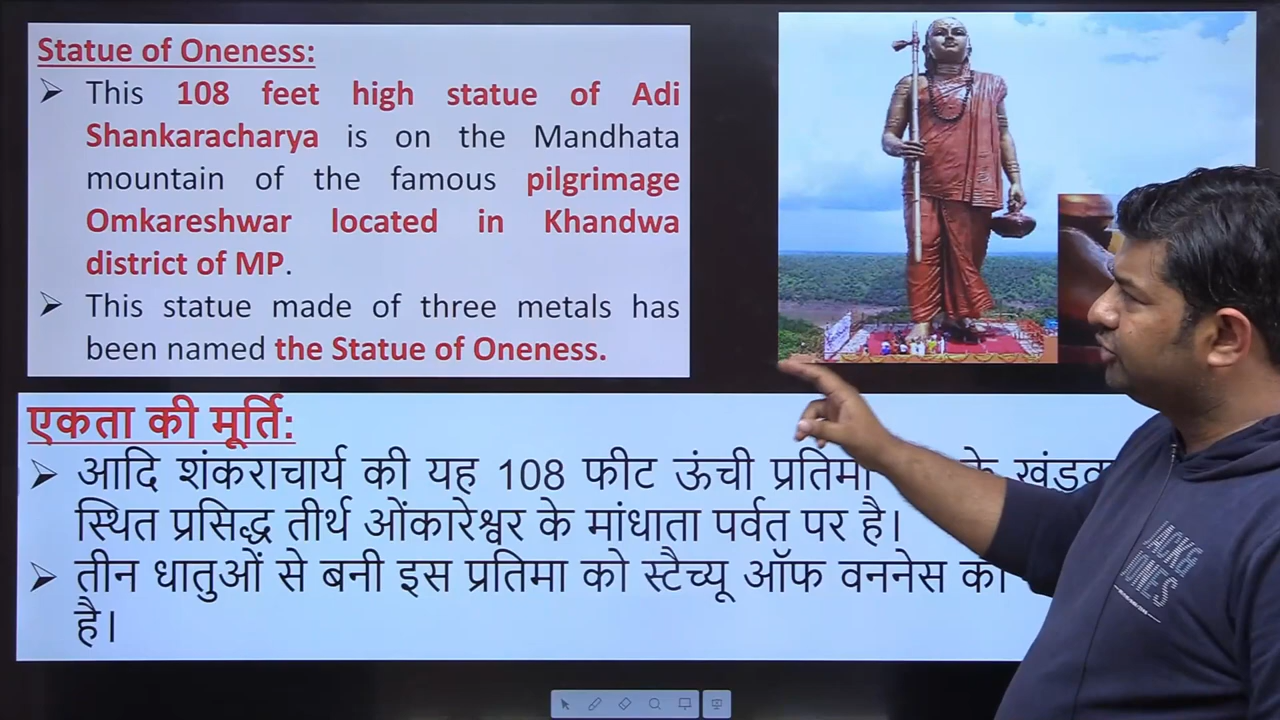 Statue of Oneness:
➤ This 108 feet high statue of Adi
Shankaracharya is on the Mandhata
mountain of the famous pilgrimage
Omkareshwar located in Khandwa
district of MP.
➤ This statue made of three metals has
been named the Statue of Oneness.
एकता की मूर्ति:
➤ आदि शंकराचार्य की यह 108 फीट ऊंची प्रतिमा के
स्थित प्रसिद्ध तीर्थ ओंकारेश्वर के मांधाता पर्वत पर है।
➤ तीन धातुओं से बनी इस प्रतिमा को स्टैच्यू ऑफ वननेस का
है।
JACK&
JONES